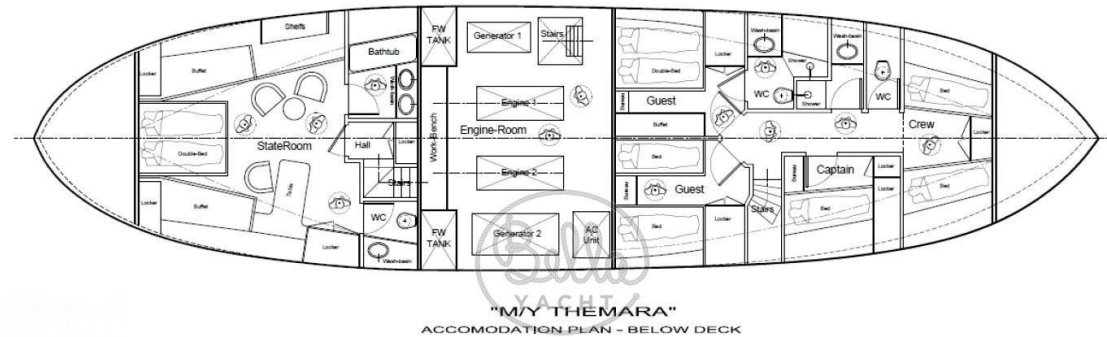 Shelfs
Bathtub
FW
TANK
Generator 1
Stairs
Locker
Buffet
Double-Bed
StateRoom
Hall
Locker
Stairs
Table
Buffet
Locker
Locker
WC
Wash-basin
Work-Bench
Engine 1
Engine-Room
Engine 2
FW
TANK
Generator 2
AC
Unit
Double-Bed
Locker
Wash-basin
Shower
Wash-basin
WC
Shower
WC
Guest
Buffet
Bed
Guest
Bed
Locker
Stairs
Captain
Bed
Locker
Locker
Bed
Crew
Locker
Bed
Bella
YACHT
"M/Y THEMARA"
ACCOMODATION PLAN - BELOW DECK